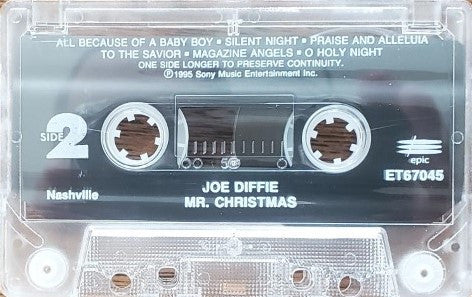 ALL BECAUSE OF A BABY BOY • SILENT NIGHT • PRAISE AND ALLELUIA
TO THE SAVIOR • MAGAZINE ANGELS • O HOLY NIGHT
ONE SIDE LONGER TO PRESERVE CONTINUITY.
℗1995 Sony Music Entertainment Inc.
SIDE
2
50
epic
Nashville
JOE DIFFIE
MR. CHRISTMAS
ET67045